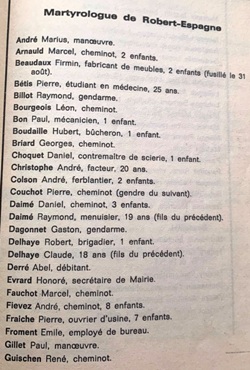 Martyrologue de Robert-Espagne
André Marius, manœuvre.
Arnauld Marcel, cheminot, 2 enfants.
Beaudaux Firmin, fabricant de meubles, 2 enfants (fusillé le 31
août).
Bétis Pierre, étudiant en médecine, 25 ans.
Billot Raymond, gendarme.
Bourgeois Léon, cheminot.
Bon Paul, mécanicien, 1 enfant.
Boudaille Hubert, bûcheron, 1 enfant.
Briard Georges, cheminot.
Choquet Daniel, contremaître de scierie, 1 enfant.
Christophe André, facteur, 20 ans.
Colson André, ferblantier, 2 enfants.
Couchot Pierre, cheminot (gendre du suivant).
Daimé Daniel, cheminot, 3 enfants.
Daimé Raymond, menuisier, 19 ans (fils du précédent).
Dagonnet Gaston, gendarme.
Delhaye Robert, brigadier, 1 enfant.
Delhaye Claude, 18 ans (fils du précédent).
Derré Abel, débitant.
Evrard Honoré, secrétaire de Mairie.
Fauchot Marcel, cheminot.
Fievez André, cheminot, 8 enfants.
Fraiche Pierre, ouvrier d'usine, 7 enfants.
Froment Emile, employé de bureau.
Gillet Paul, manœuvre.
Guischen René, cheminot.